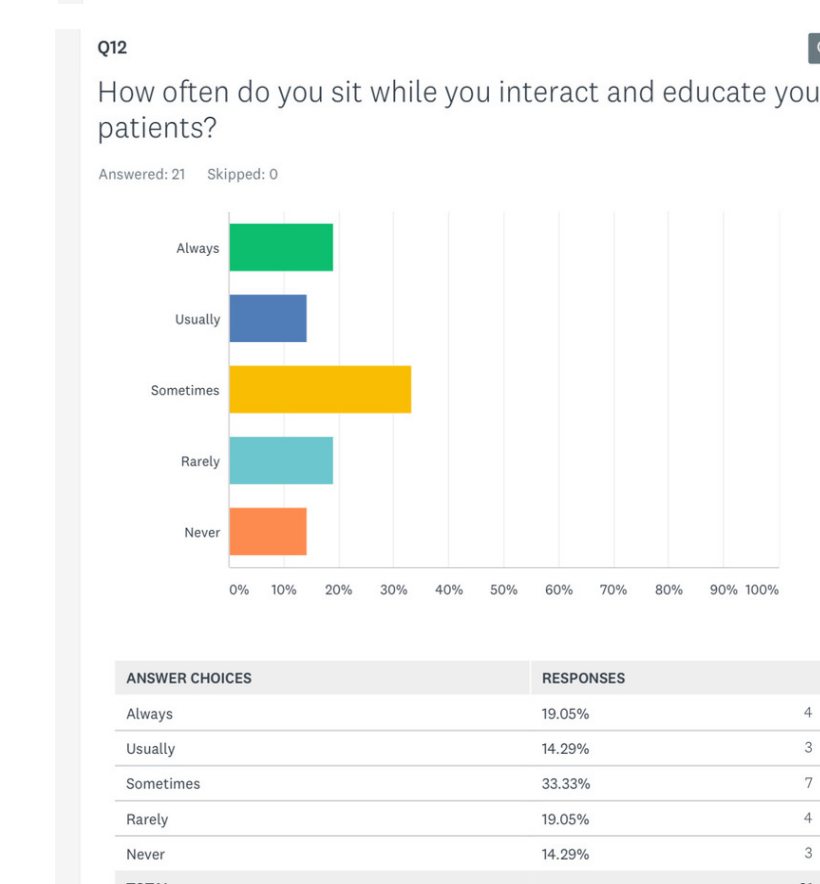 Q12
How often do you sit while you interact and educate you
patients?
Answered: 21 Skipped: 0
Always
Usually
Sometimes
Rarely
Never
0% 10% 20% 30% 40% 50% 60% 70% 80% 90% 100%
ANSWER CHOICES RESPONSES
Always 19.05% 4
Usually 14.29% 3
Sometimes 33.33% 7
Rarely 19.05% 4
Never 14.29% 3